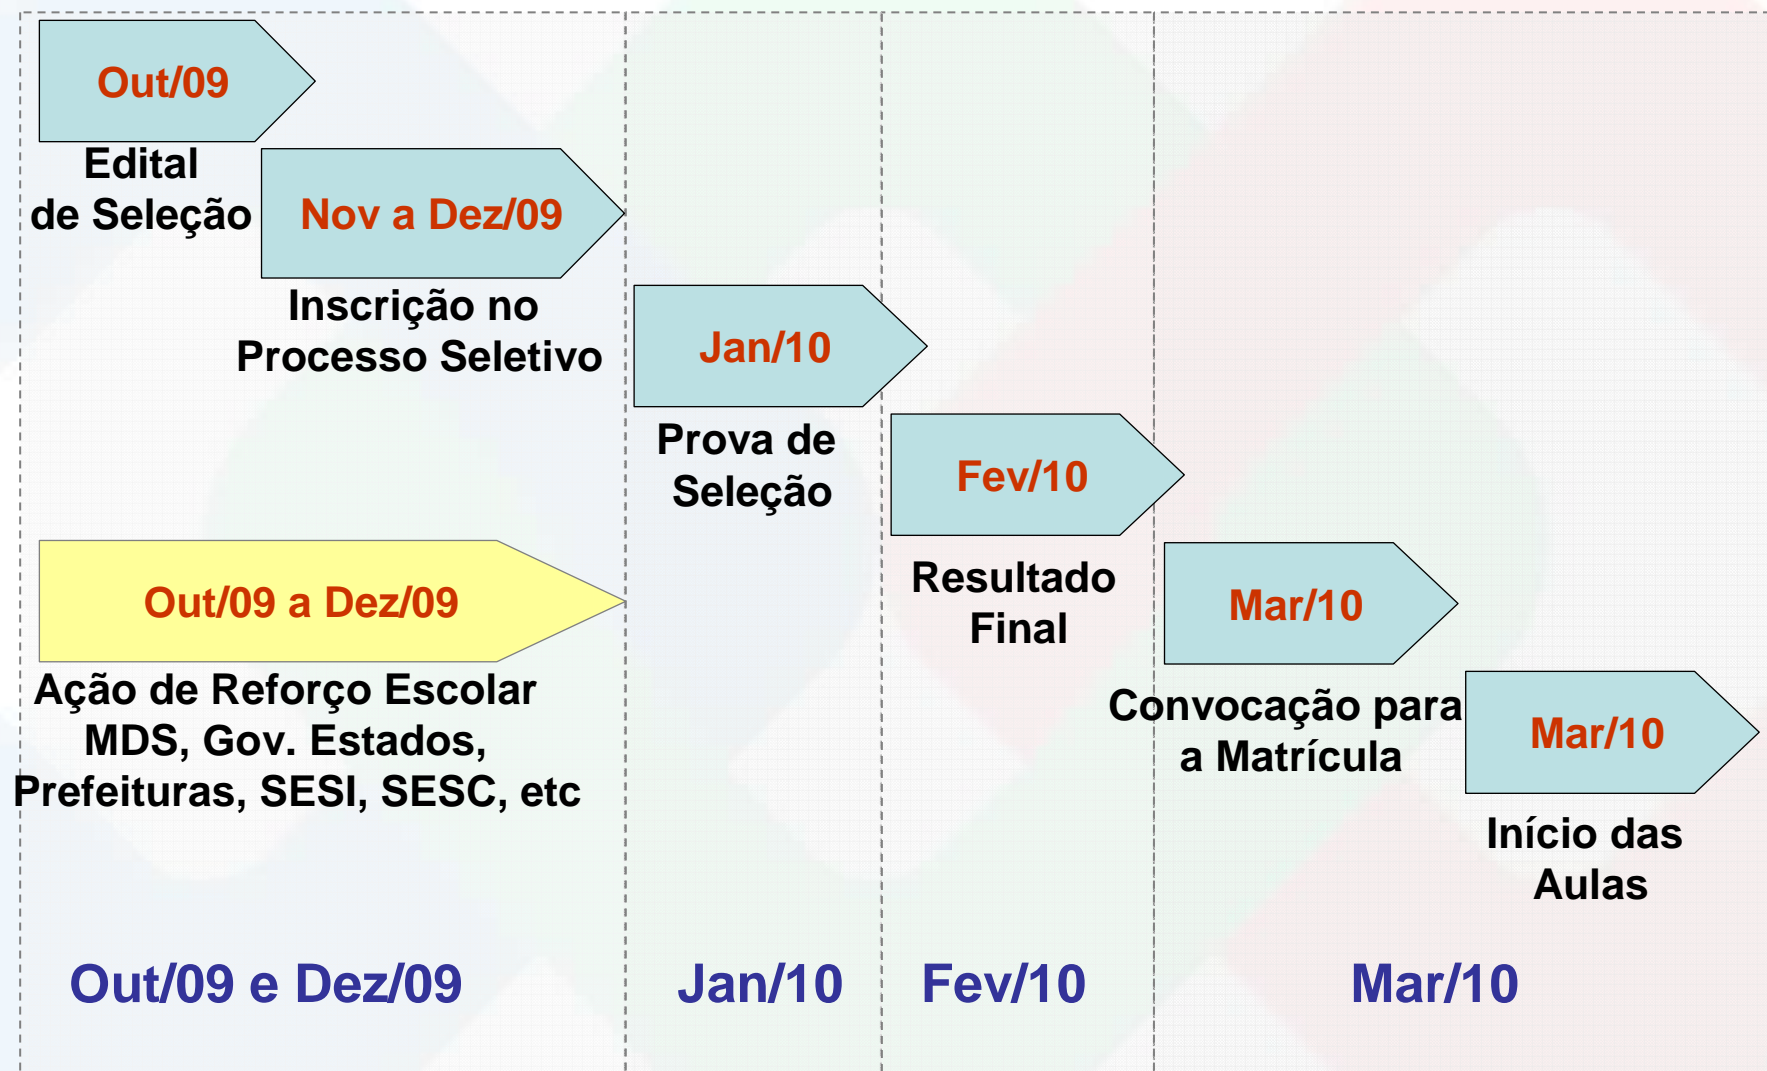 Out/09
Edital
de Seleção
Nov a Dez/09
Inscrição no
Processo Seletivo
Jan/10
Prova de
Seleção
Fev/10
Resultado
Final
Out/09 a Dez/09
Ação de Reforço Escolar
MDS, Gov. Estados,
Prefeituras, SESI, SESC, etc
Mar/10
Convocação para
a Matrícula
Mar/10
Início das
Aulas
Out/09 e Dez/09
Jan/10
Fev/10
Mar/10